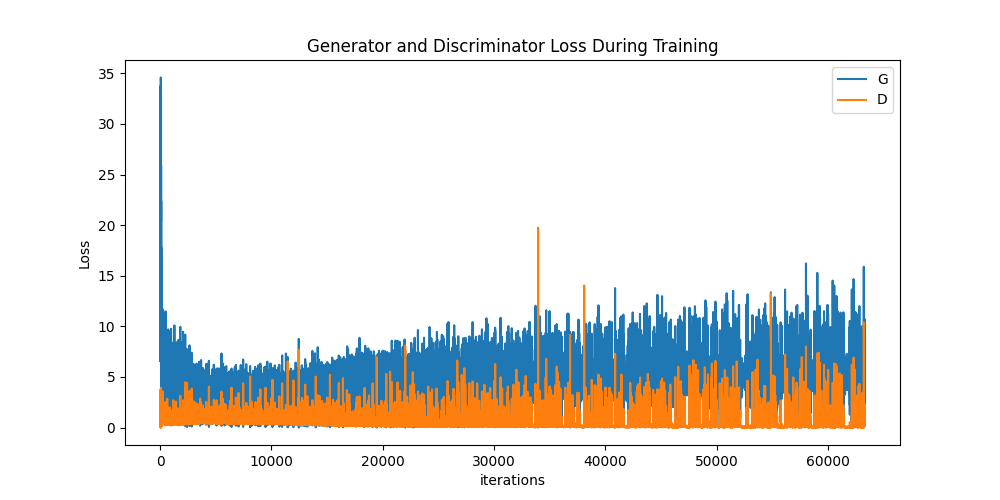 Generator and Discriminator Loss During Training
G
D
Loss
35
30
25
20
15
10
5
0
0 10000 20000 30000 40000 50000 60000
iterations